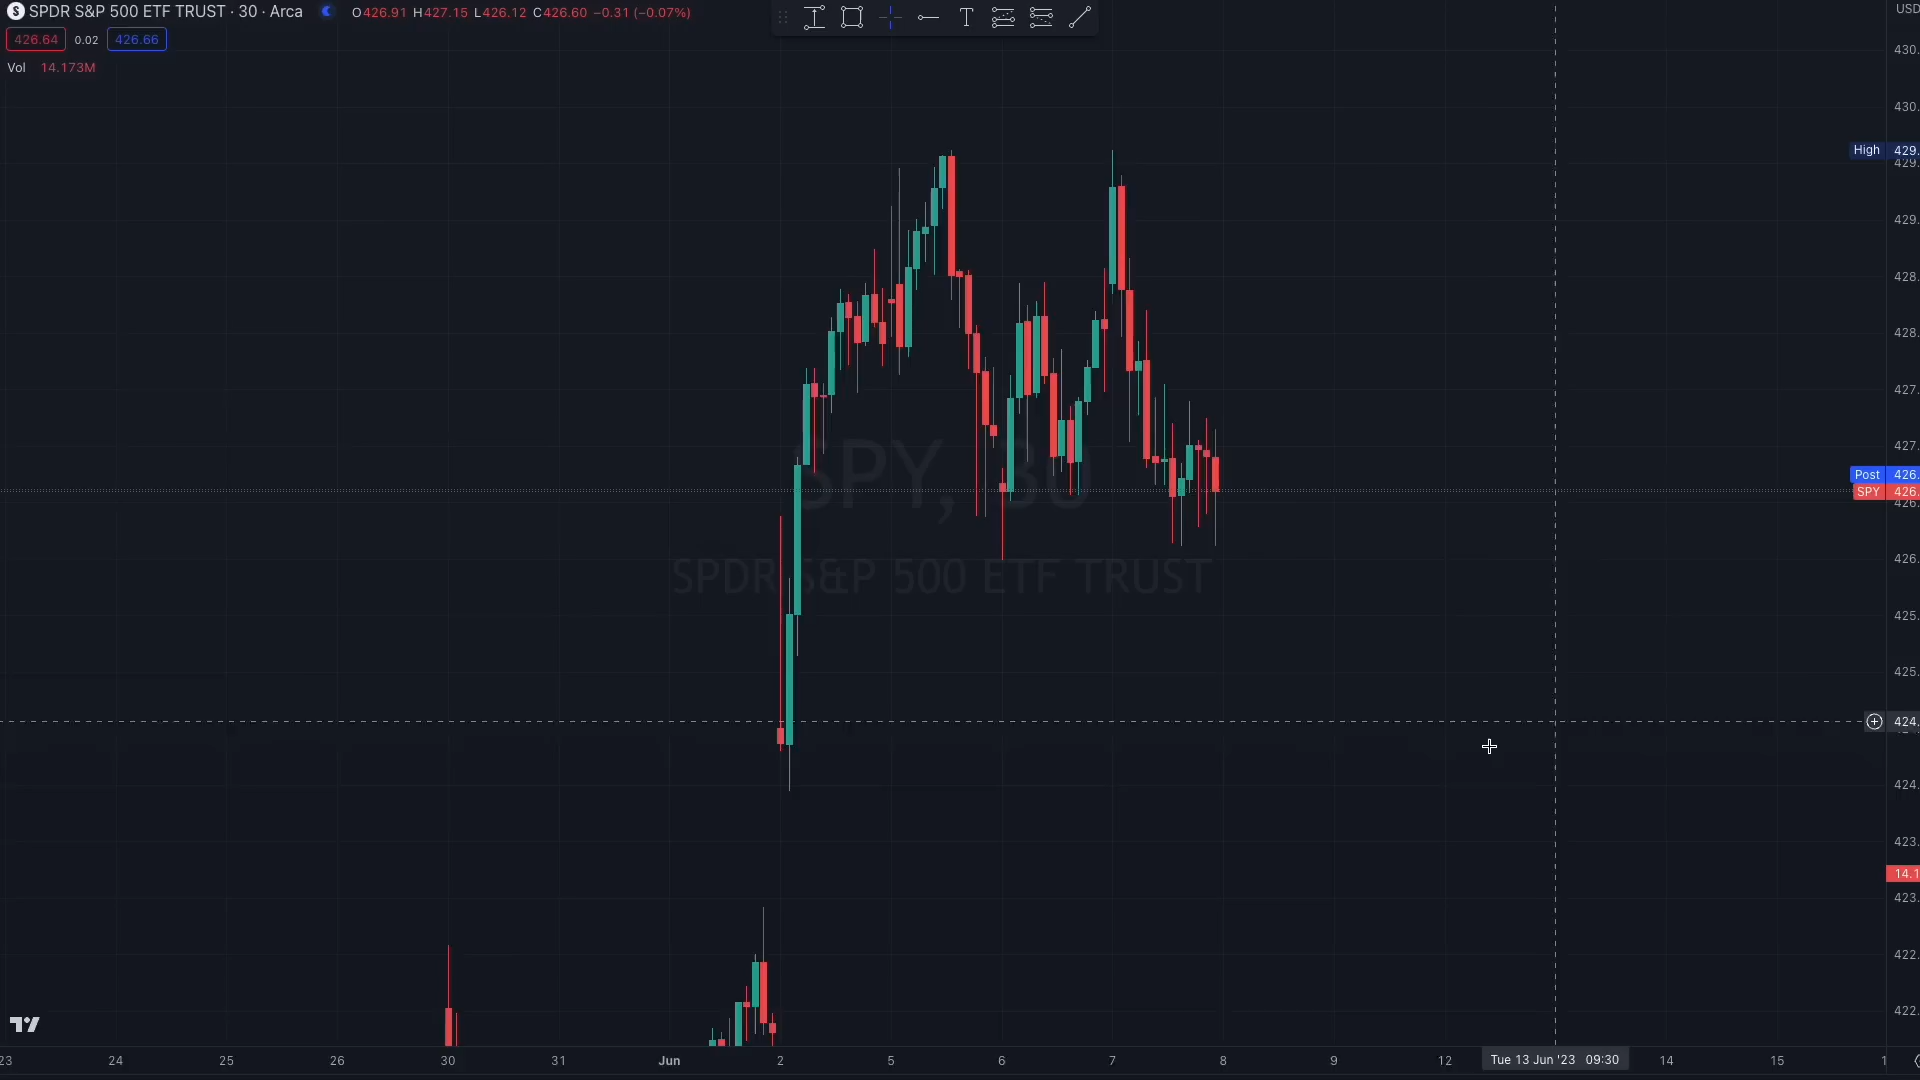 SPDR S&P 500 ETF TRUST · 30 · Arca O426.91 H427.15 L426.12 C426.60 −0.31 (−0.07%)
426.64 0.02 426.66
Vol 14.173M
USD
430.
430.
High 429.
429.
429.
428.
428.
427.
427.
Post 426.
SPY 426.
426.
426.
425.
425.
424.
424.
423.
14.1
423.
422.
422.
SPY, 30
SPDR S&P 500 ETF TRUST
23 24 25 26 30 31 Jun 2 5 6 7 8 9 12 Tue 13 Jun '23 09:30 14 15 1